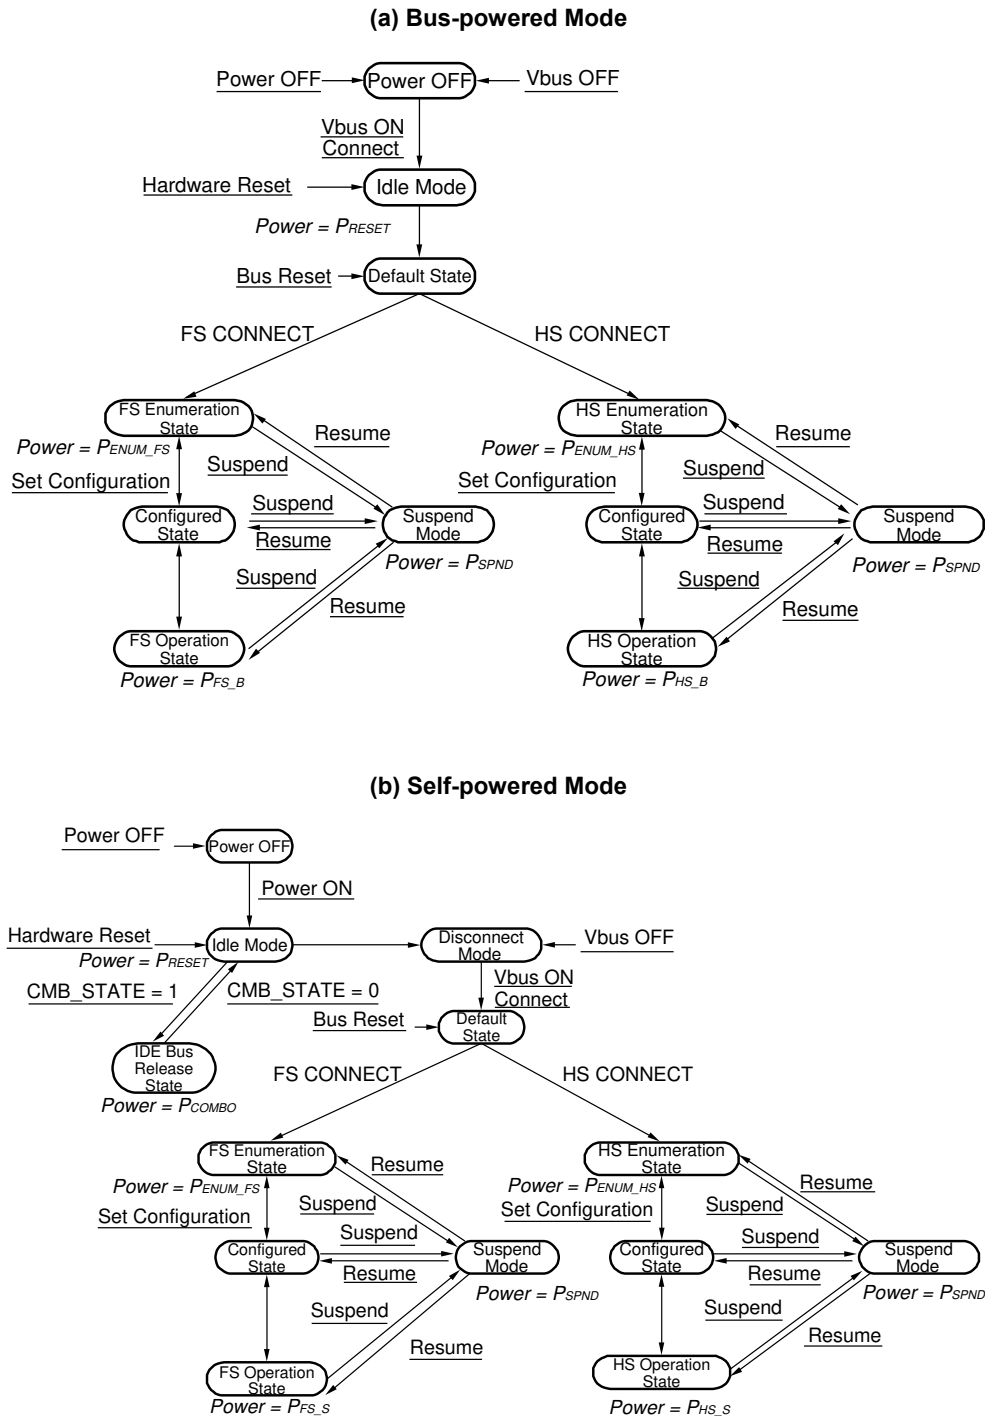 (a) Bus-powered Mode
Power OFF
Power OFF
Vbus OFF
Vbus ON
Connect
Hardware Reset
Idle Mode
Power = PRESET
Bus Reset
Default State
FS CONNECT
HS CONNECT
FS Enumeration
State
Power = PENUM_FS
Resume
Suspend
Set Configuration
Configured
State
Suspend
Resume
Suspend
Mode
Power = PSPND
Suspend
Resume
FS Operation
State
Power = PFS_B
HS Enumeration
State
Power = PENUM_HS
Resume
Suspend
Set Configuration
Configured
State
Suspend
Resume
Suspend
Mode
Power = PSPND
Suspend
Resume
HS Operation
State
Power = PHS_B
(b) Self-powered Mode
Power OFF
Power OFF
Power ON
Hardware Reset
Idle Mode
Power = PRESET
Disconnect
Mode
Vbus OFF
CMB_STATE = 1
CMB_STATE = 0
Vbus ON
Connect
Bus Reset
Default
State
IDE Bus
Release
State
Power = PCOMBO
FS CONNECT
HS CONNECT
FS Enumeration
State
Power = PENUM_FS
Resume
Suspend
Set Configuration
Configured
State
Suspend
Resume
Suspend
Mode
Power = PSPND
Suspend
Resume
FS Operation
State
Power = PFS_S
HS Enumeration
State
Power = PENUM_HS
Resume
Suspend
Set Configuration
Configured
State
Suspend
Resume
Suspend
Mode
Power = PSPND
Suspend
Resume
HS Operation
State
Power = PHS_S